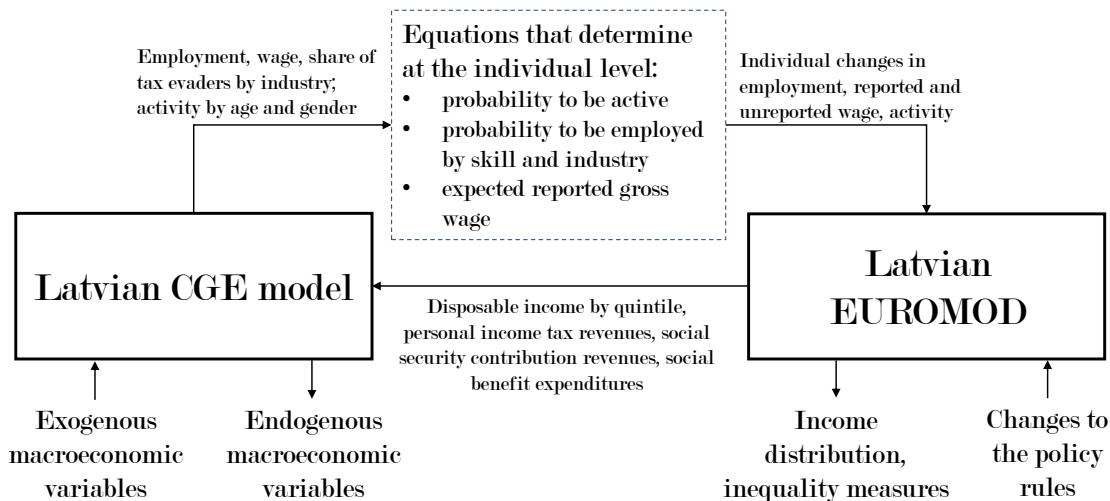 Employment, wage, share of
tax evaders by industry;
activity by age and gender
Equations that determine
at the individual level:
• probability to be active
• probability to be employed
by skill and industry
• expected reported gross
wage
Individual changes in
employment, reported and
unreported wage, activity
Latvian CGE model
Latvian
EUROMOD
Disposable income by quintile,
personal income tax revenues, social
security contribution revenues, social
benefit expenditures
Exogenous
macroeconomic
variables
Endogenous
macroeconomic
variables
Income
distribution,
inequality measures
Changes to
the policy
rules